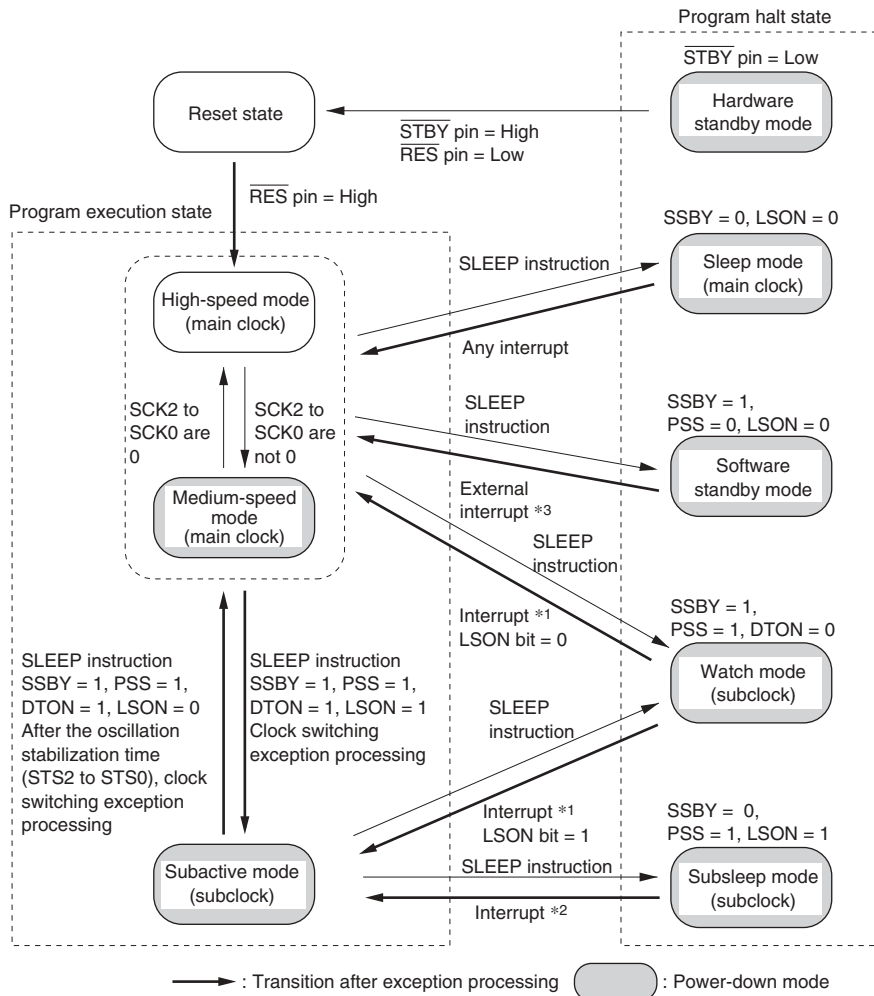 Program halt state
STBY pin = Low
Hardware
standby mode
Reset state
STBY pin = High
RES pin = Low
RES pin = High
Program execution state
SSBY = 0, LSON = 0
Sleep mode
(main clock)
SLEEP instruction
Any interrupt
High-speed mode
(main clock)
SCK2 to
SCK0 are
0
SCK2 to
SCK0 are
not 0
Medium-speed
mode
(main clock)
SLEEP
instruction
External
interrupt *3
SSBY = 1,
PSS = 0, LSON = 0
Software
standby mode
SLEEP
instruction
Interrupt *1
LSON bit = 0
SSBY = 1,
PSS = 1, DTON = 0
Watch mode
(subclock)
SLEEP instruction
SSBY = 1, PSS = 1,
DTON = 1, LSON = 0
After the oscillation
stabilization time
(STS2 to STS0), clock
switching exception
processing
SLEEP instruction
SSBY = 1, PSS = 1,
DTON = 1, LSON = 1
Clock switching
exception processing
SLEEP
instruction
Interrupt *1
LSON bit = 1
SSBY = 0,
PSS = 1, LSON = 1
Subactive mode
(subclock)
SLEEP instruction
Interrupt *2
Subsleep mode
(subclock)
: Transition after exception processing
: Power-down mode